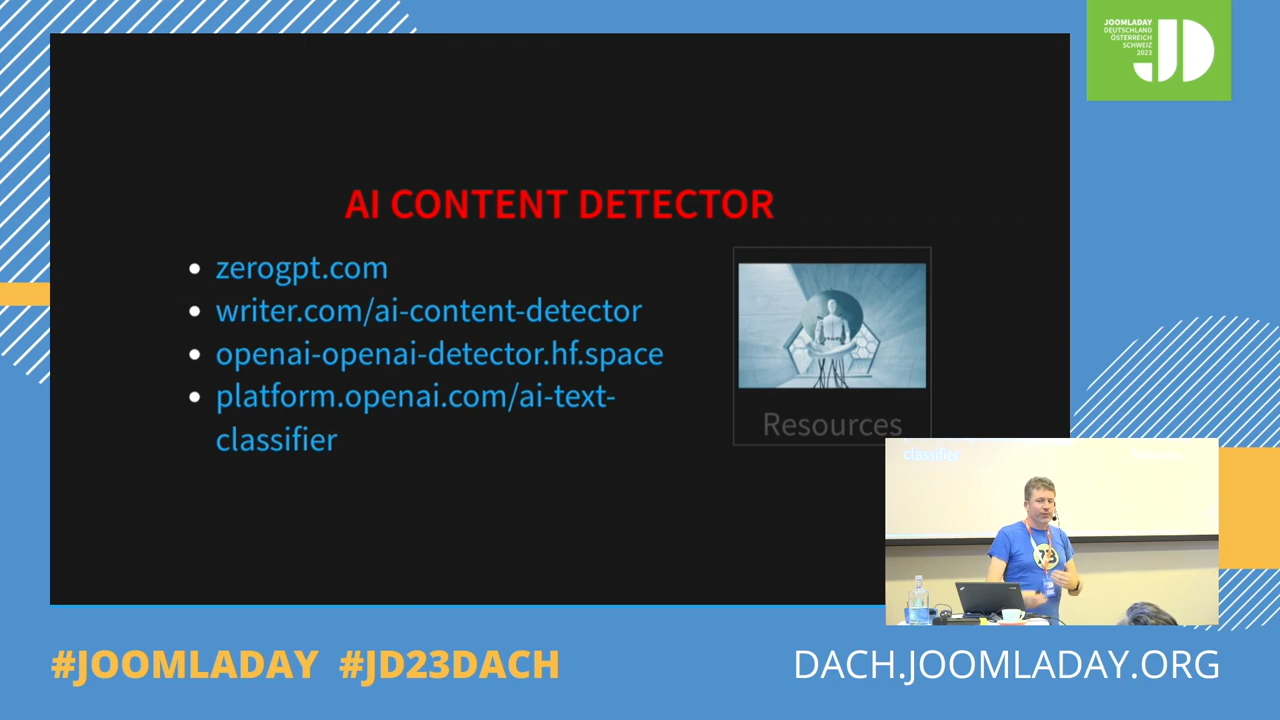 JOOMLADAY
DEUTSCHLAND
ÖSTERREICH
SCHWEIZ
2023
JD
AI CONTENT DETECTOR
zerogpt.com
writer.com/ai-content-detector
openai-openai-detector.hf.space
platform.openai.com/ai-text-
classifier
Resources
classifier
#JOOMLADAY #JD23DACH
DACH.JOOMLADAY.ORG